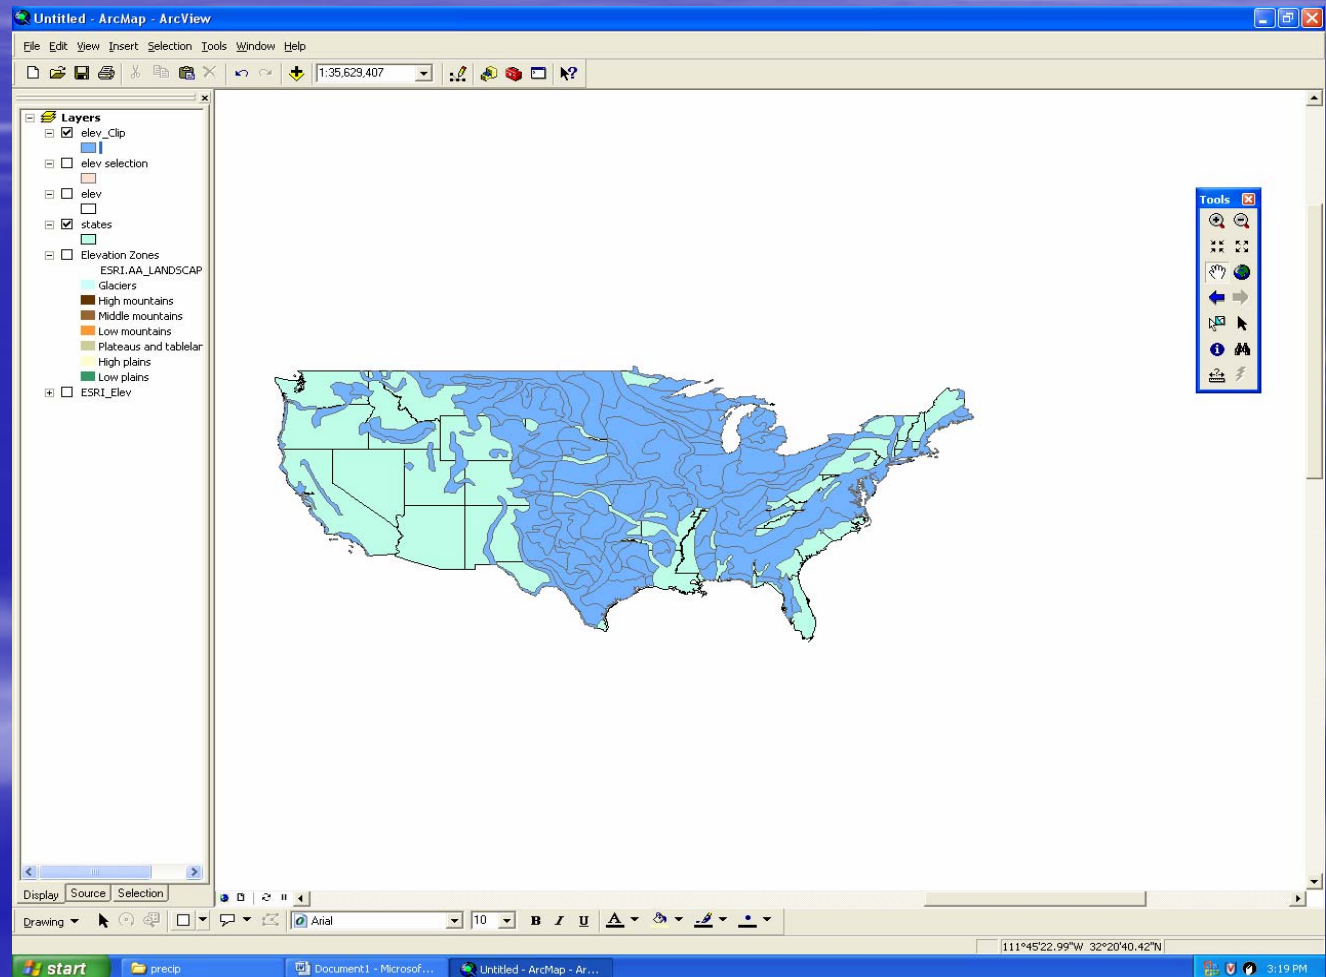 Untitled - ArcMap - ArcView
File Edit View Insert Selection Tools Window Help
1:35,629,407
Layers
elev_Clip
elev selection
elev
states
Elevation Zones
ESRI.AA_LANDSCAP
Glaciers
High mountains
Middle mountains
Low mountains
Plateaus and tablelar
High plains
Low plains
ESRI_Elev
Tools
Display Source Selection
Drawing Arial 10 B I U A
111°45'22.99"W 32°20'40.42"N
start precip Document1 - Microsof... Untitled - ArcMap - Ar... 3:19 PM